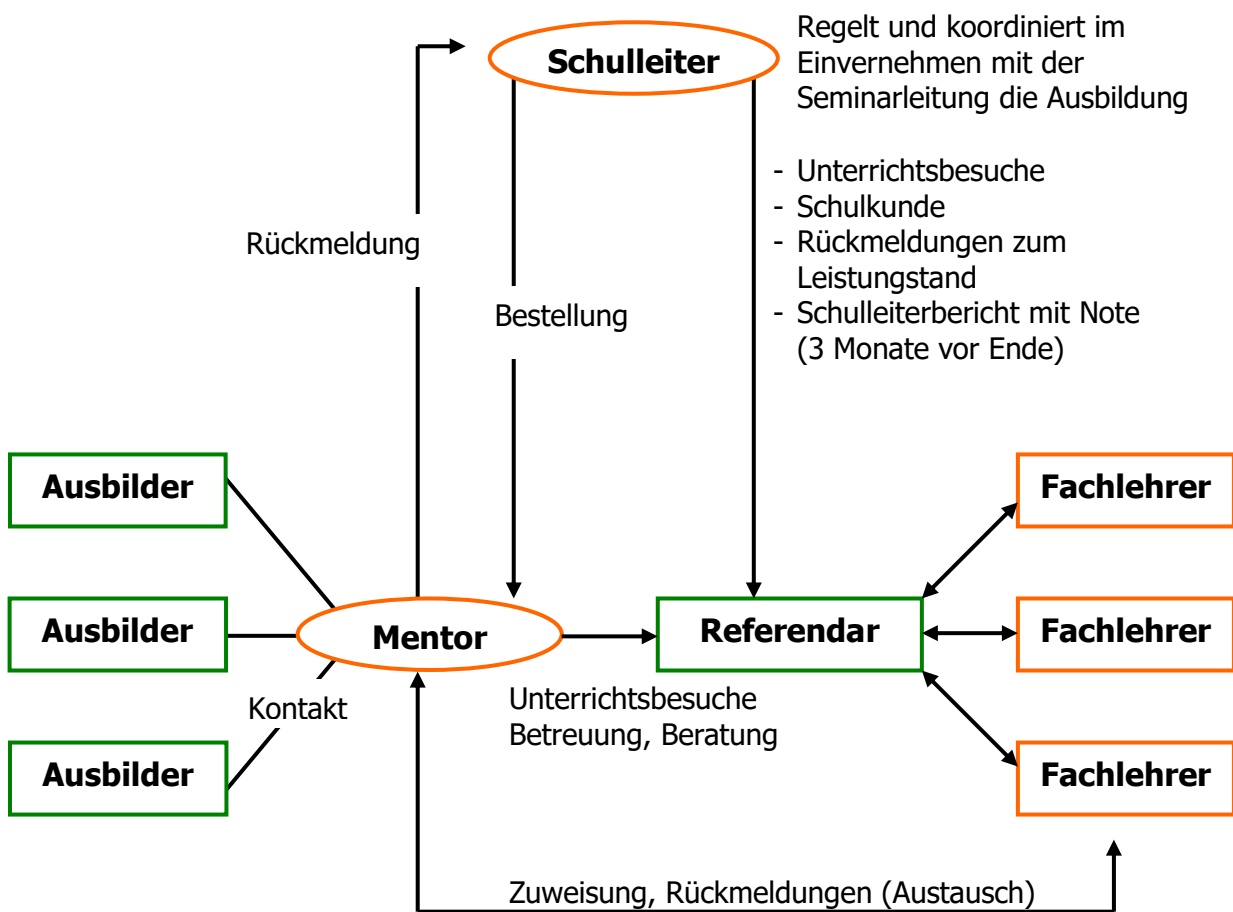 Schulleiter
Regelt und koordiniert im
Einvernehmen mit der
Seminarleitung die Ausbildung
- Unterrichtsbesuche
- Schulkunde
- Rückmeldungen zum
Leistungstand
- Schulleiterbericht mit Note
(3 Monate vor Ende)
Rückmeldung
Bestellung
Ausbilder
Fachlehrer
Ausbilder
Mentor
Referendar
Fachlehrer
Kontakt
Unterrichtsbesuche
Betreuung, Beratung
Ausbilder
Fachlehrer
Zuweisung, Rückmeldungen (Austausch)